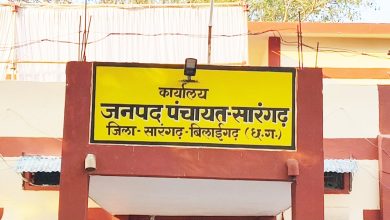 कार्यालय
जनपद पंचायत-सारंगढ़
जिला- सारंगढ़-बिलाईगढ़ (छ.ग.)